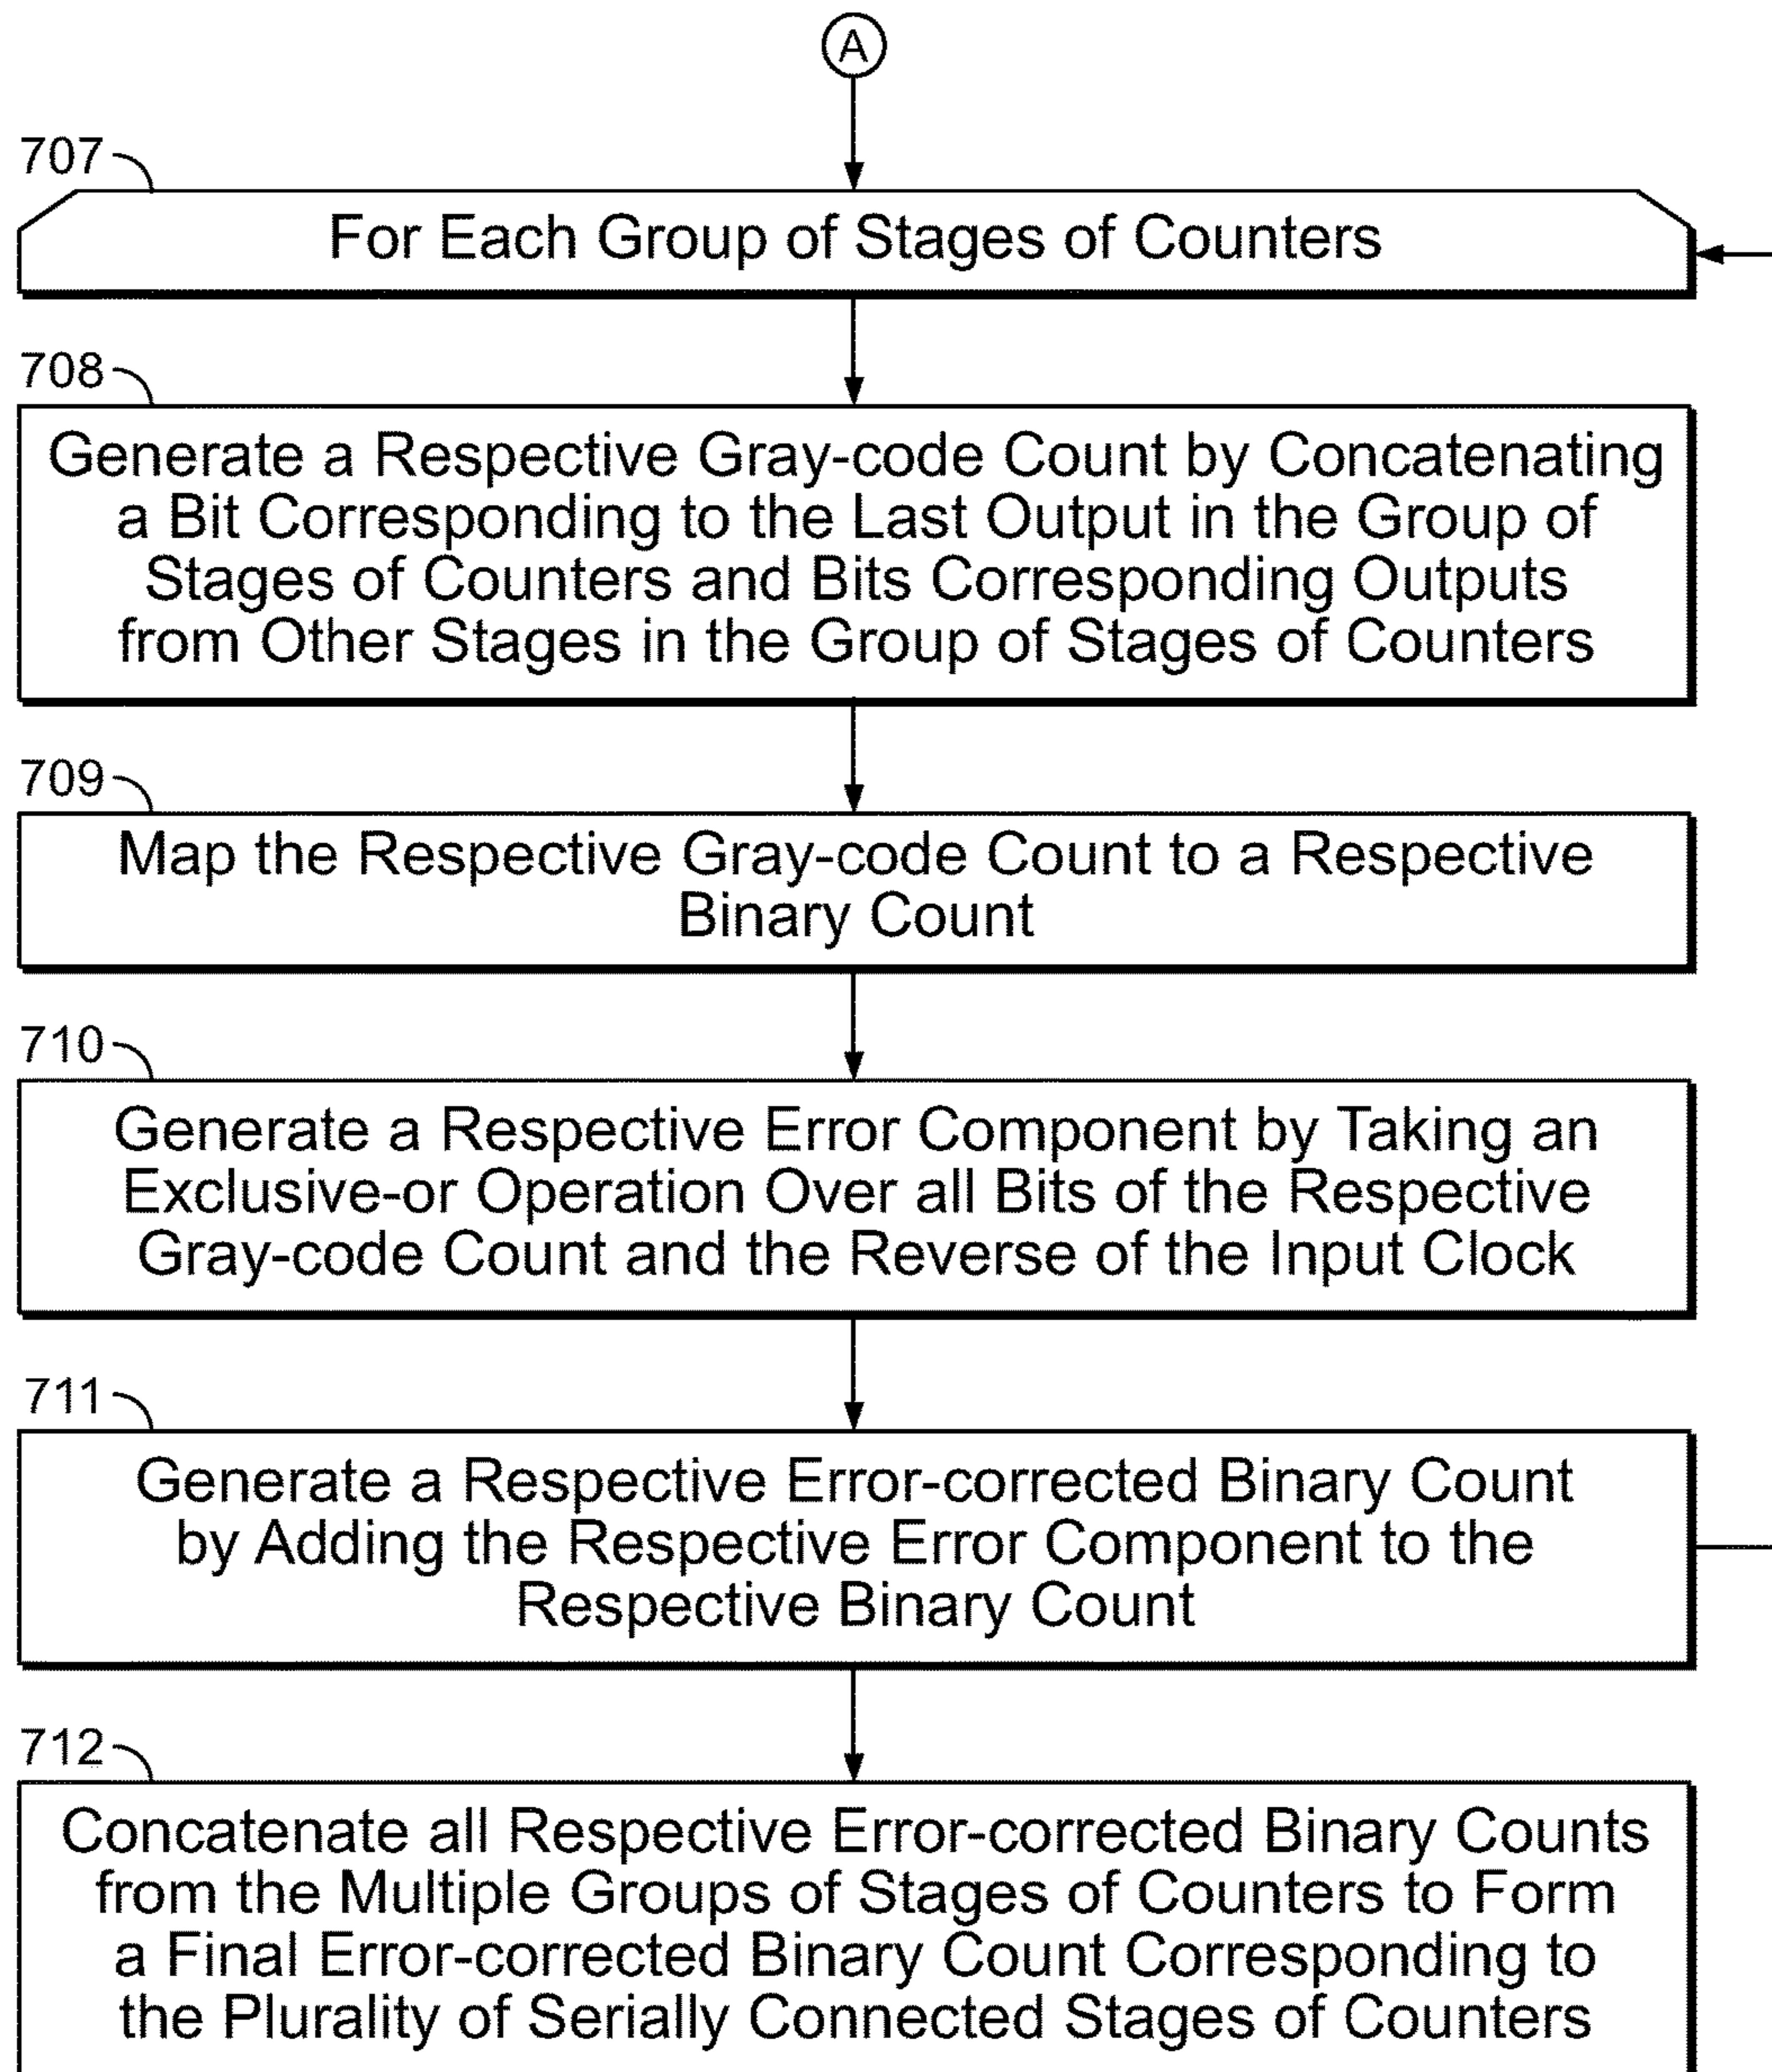 A
707
For Each Group of Stages of Counters
708
Generate a Respective Gray-code Count by Concatenating
a Bit Corresponding to the Last Output in the Group of
Stages of Counters and Bits Corresponding Outputs
from Other Stages in the Group of Stages of Counters
709
Map the Respective Gray-code Count to a Respective
Binary Count
710
Generate a Respective Error Component by Taking an
Exclusive-or Operation Over all Bits of the Respective
Gray-code Count and the Reverse of the Input Clock
711
Generate a Respective Error-corrected Binary Count
by Adding the Respective Error Component to the
Respective Binary Count
712
Concatenate all Respective Error-corrected Binary Counts
from the Multiple Groups of Stages of Counters to Form
a Final Error-corrected Binary Count Corresponding to
the Plurality of Serially Connected Stages of Counters